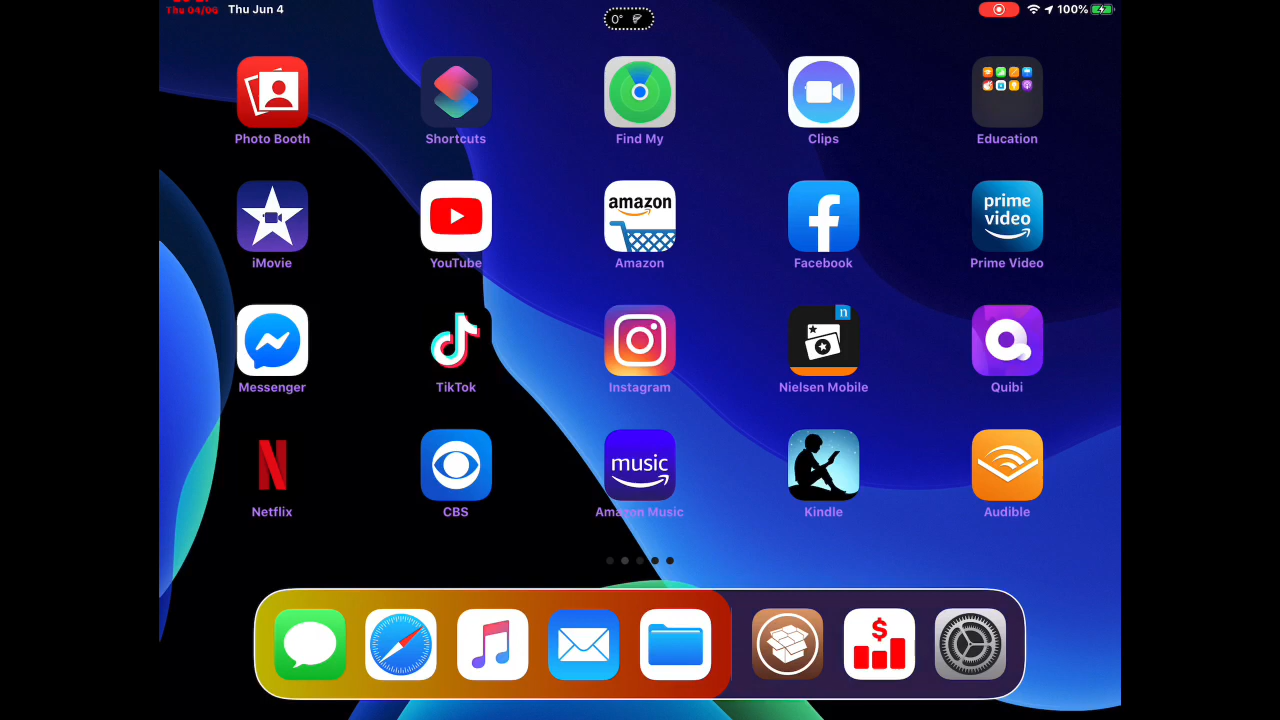 Thu 04/06 Thu Jun 4
0°
100%
Photo Booth
Shortcuts
Find My
Clips
Education
amazon
prime video
iMovie
YouTube
Amazon
Facebook
Prime Video
n
Messenger
TikTok
Instagram
Nielsen Mobile
Quibi
music
Netflix
CBS
Amazon Music
Kindle
Audible
$